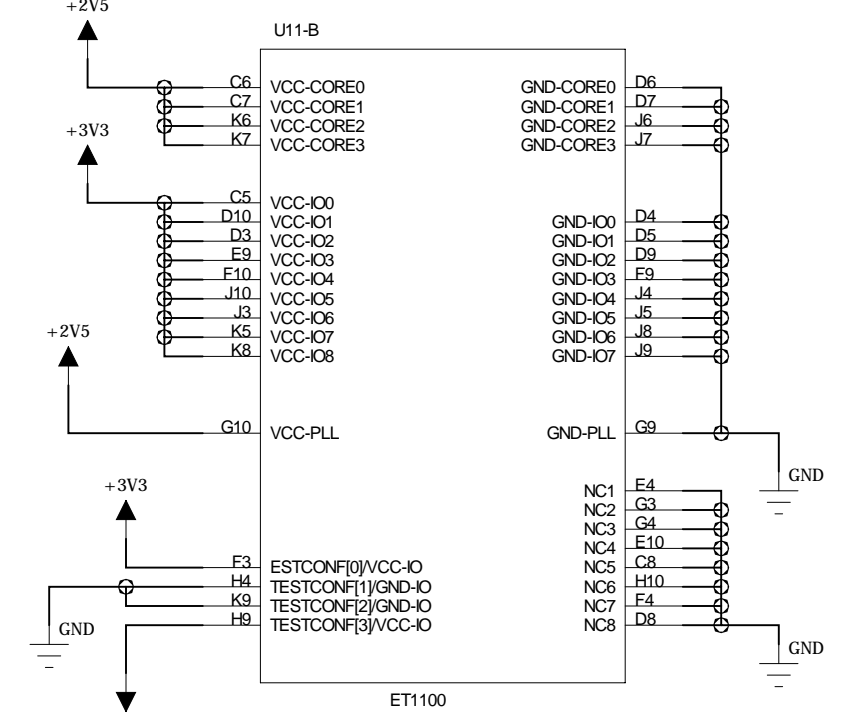 +2V5
U11-B
C6 VCC-CORE0 GND-CORE0 D6
C7 VCC-CORE1 GND-CORE1 D7
K6 VCC-CORE2 GND-CORE2 J6
K7 VCC-CORE3 GND-CORE3 J7
+3V3
C5 VCC-IO0
D10 VCC-IO1 GND-IO0 D4
D3 VCC-IO2 GND-IO1 D5
E9 VCC-IO3 GND-IO2 D9
F10 VCC-IO4 GND-IO3 F9
J10 VCC-IO5 GND-IO4 J4
J3 VCC-IO6 GND-IO5 J5
K5 VCC-IO7 GND-IO6 J8
K8 VCC-IO8 GND-IO7 J9
+2V5
G10 VCC-PLL GND-PLL G9
GND
+3V3
NC1 E4
NC2 G3
NC3 G4
NC4 E10
F3 ESTCONF[0]/VCC-IO NC5 C8
H4 TESTCONF[1]/GND-IO NC6 H10
K9 TESTCONF[2]/GND-IO NC7 F4
H9 TESTCONF[3]/VCC-IO NC8 D8
GND
GND
ET1100